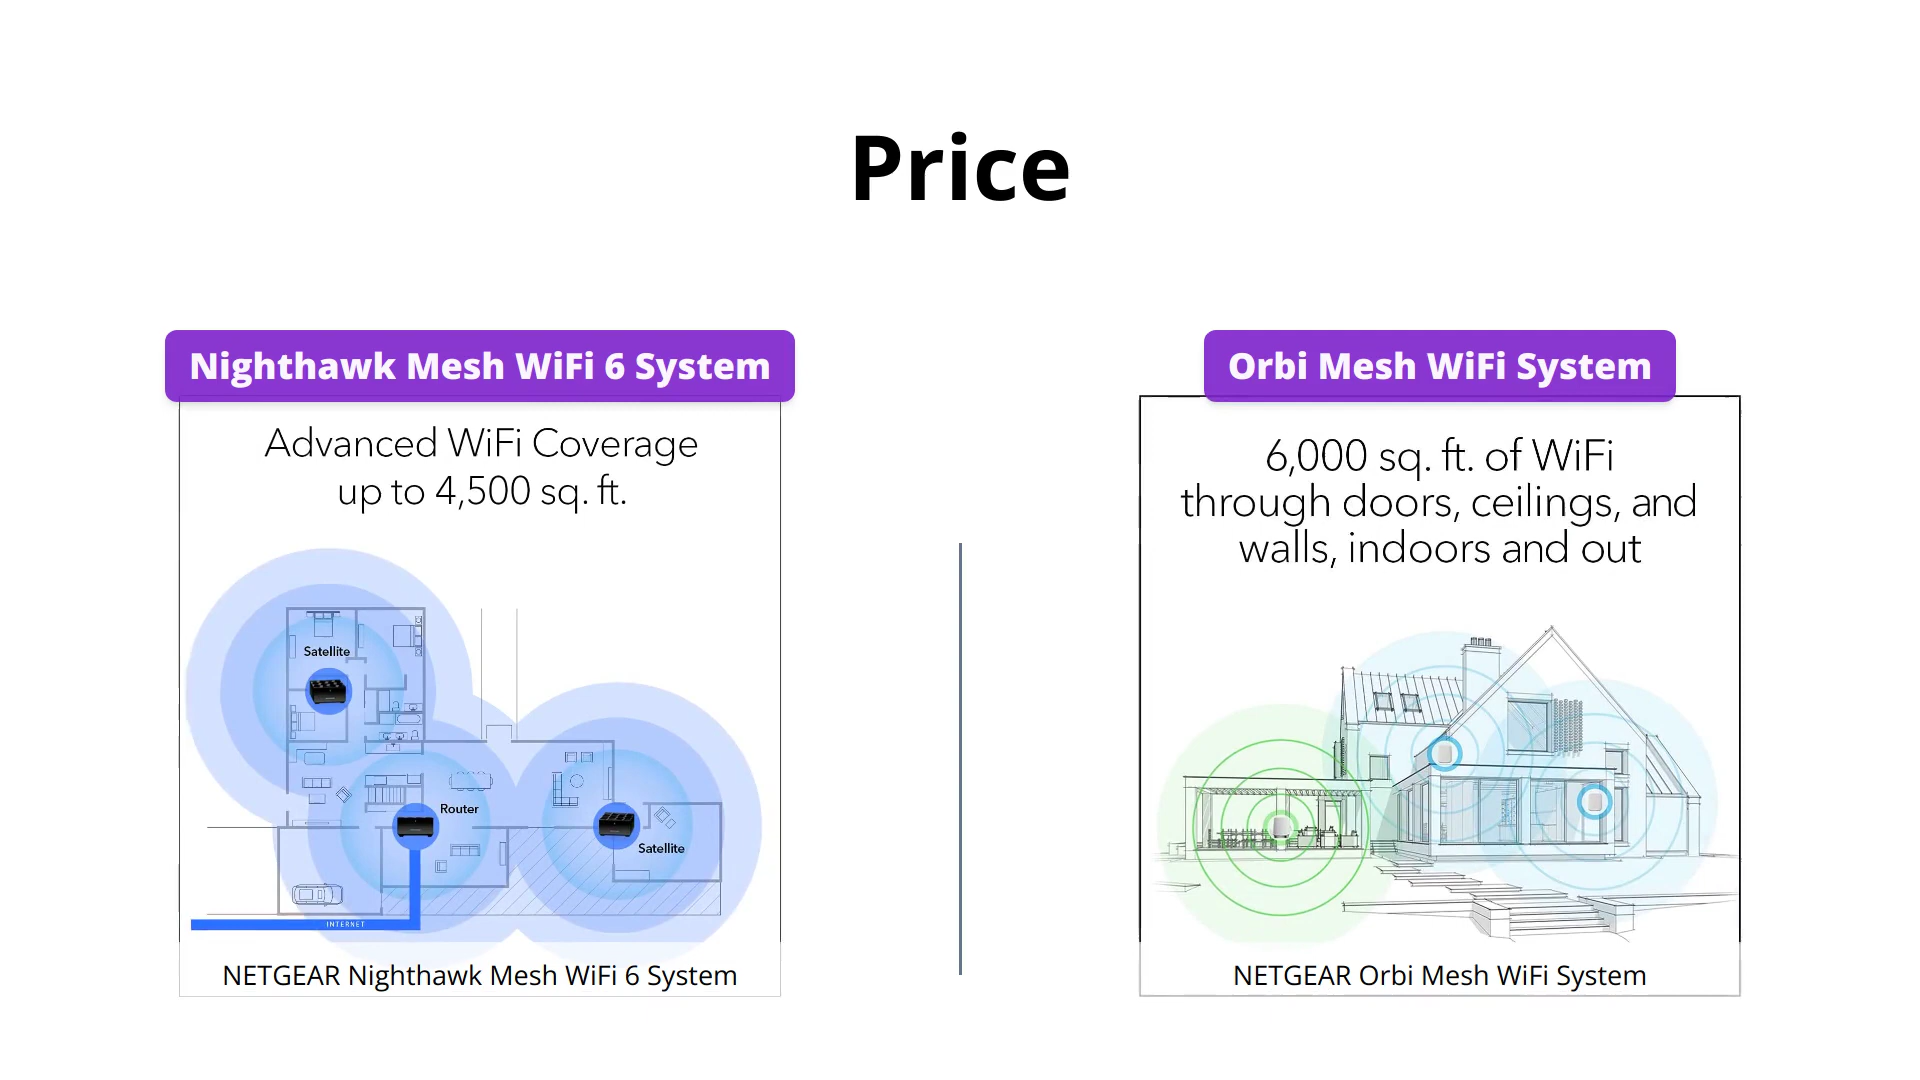 Price
Nighthawk Mesh WiFi 6 System
Advanced WiFi Coverage
up to 4,500 sq. ft.
Satellite
Router
Satellite
INTERNET
NETGEAR Nighthawk Mesh WiFi 6 System
Orbi Mesh WiFi System
6,000 sq. ft. of WiFi
through doors, ceilings, and
walls, indoors and out
NETGEAR Orbi Mesh WiFi System